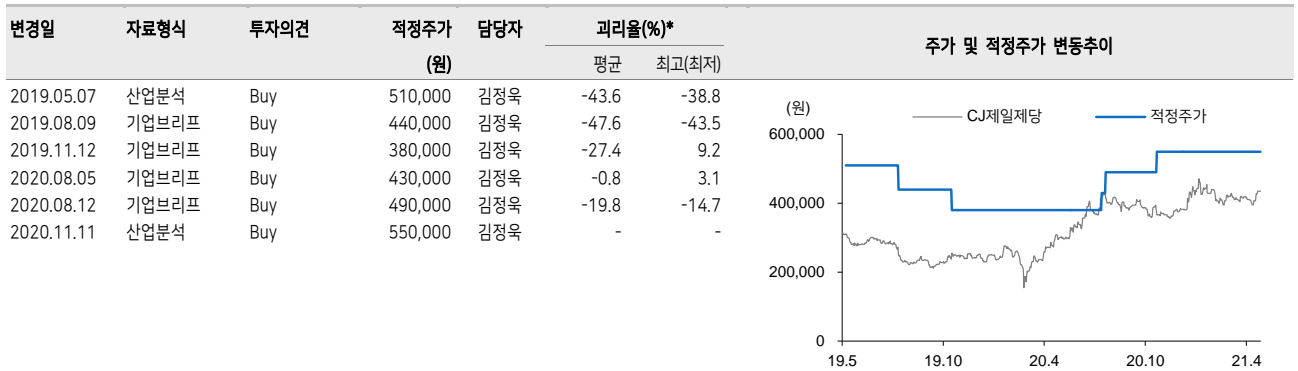 변경일 자료형식 투자의견 적정주가 담당자 괴리율(%)* 주가 및 적정주가 변동추이
(원) 평균 최고(최저)
2019.05.07 산업분석 Buy 510,000 김정욱 -43.6 -38.8
2019.08.09 기업브리프 Buy 440,000 김정욱 -47.6 -43.5
2019.11.12 기업브리프 Buy 380,000 김정욱 -27.4 9.2
2020.08.05 기업브리프 Buy 430,000 김정욱 -0.8 3.1
2020.08.12 기업브리프 Buy 490,000 김정욱 -19.8 -14.7
2020.11.11 산업분석 Buy 550,000 김정욱 - -
(원)
CJ제일제당 적정주가
600,000
400,000
200,000
0
19.5 19.10 20.4 20.10 21.4